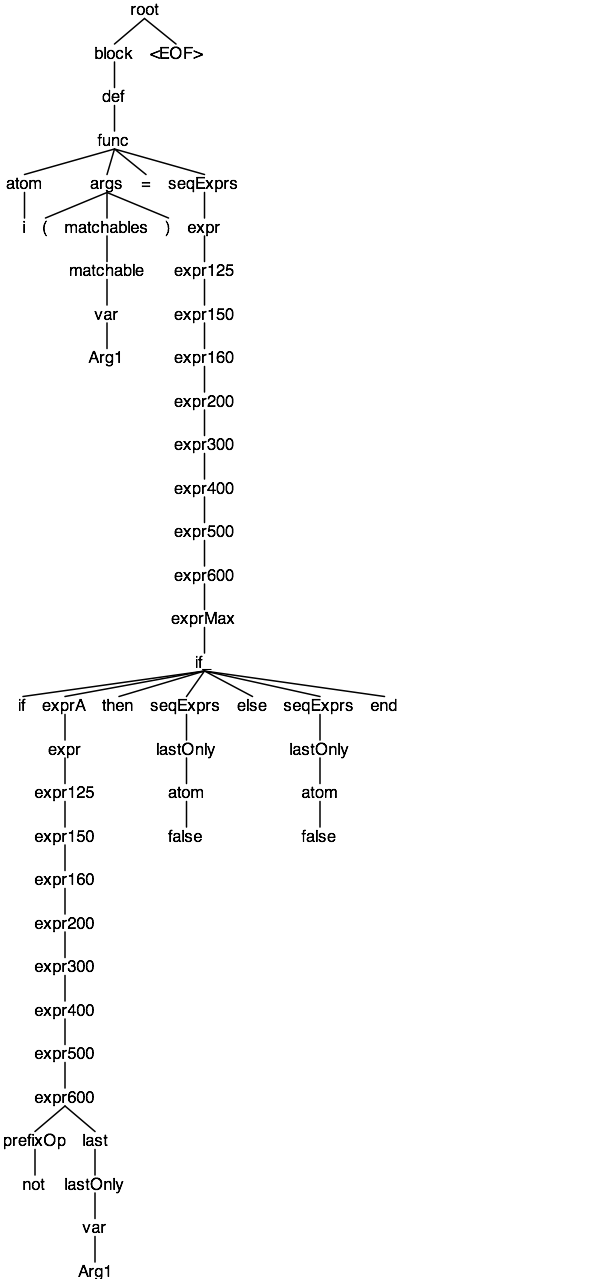 root
block <EOF>
def
func
atom args = seqExprs
i ( matchables ) expr
matchable expr125
var expr150
Arg1 expr160
expr200
expr300
expr400
expr500
expr600
exprMax
if_
if exprA then seqExprs else seqExprs end
expr lastOnly lastOnly
expr125 atom atom
expr150 false false
expr160
expr200
expr300
expr400
expr500
expr600
prefixOp last
not lastOnly
var
Arg1